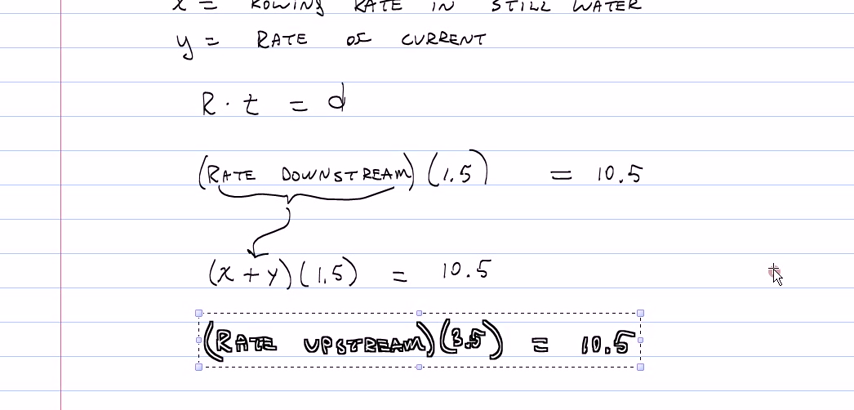 x = ROWING RATE IN STILL WATER
y = RATE OF CURRENT
R · t = d
(RATE DOWNSTREAM)(1.5) = 10.5
(x + y)(1.5) = 10.5
(RATE UPSTREAM)(3.5) = 10.5